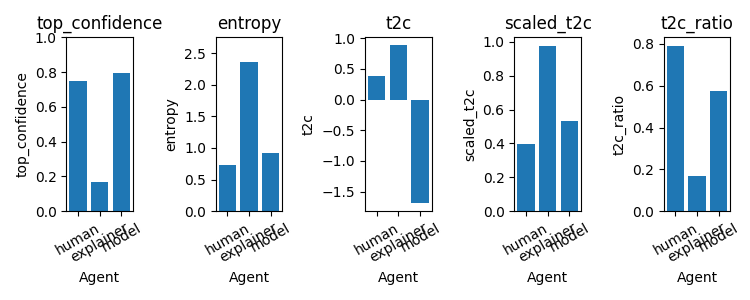 top_confidence
top_confidence
1.0
0.8
0.6
0.4
0.2
0.0
human
explainer
model
Agent
entropy
entropy
2.5
2.0
1.5
1.0
0.5
0.0
human
explainer
model
Agent
t2c
t2c
1.0
0.5
0.0
−0.5
−1.0
−1.5
human
explainer
model
Agent
scaled_t2c
scaled_t2c
1.0
0.8
0.6
0.4
0.2
0.0
human
explainer
model
Agent
t2c_ratio
t2c_ratio
0.8
0.6
0.4
0.2
0.0
human
explainer
model
Agent